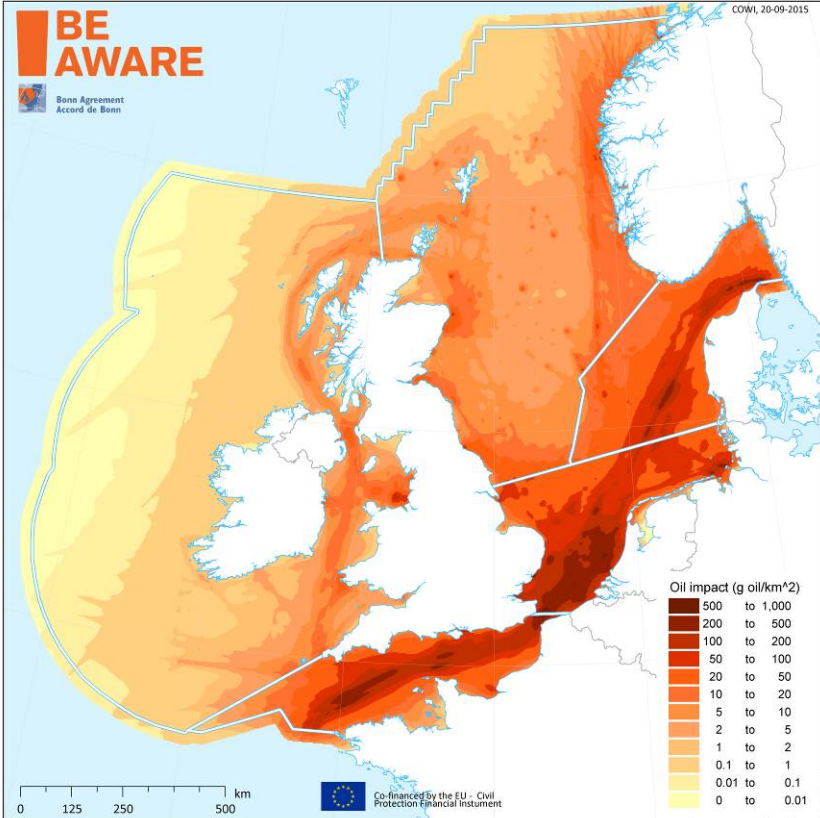 COWI, 20-09-2015
BE
AWARE
Bonn Agreement
Accord de Bonn
Oil impact (g oil/km^2)
500 to 1,000
200 to 500
100 to 200
50 to 100
20 to 50
10 to 20
5 to 10
2 to 5
1 to 2
0.1 to 1
0.01 to 0.1
0 to 0.01
km
0 125 250 500
Co-financed by the EU - Civil
Protection Financial Instument